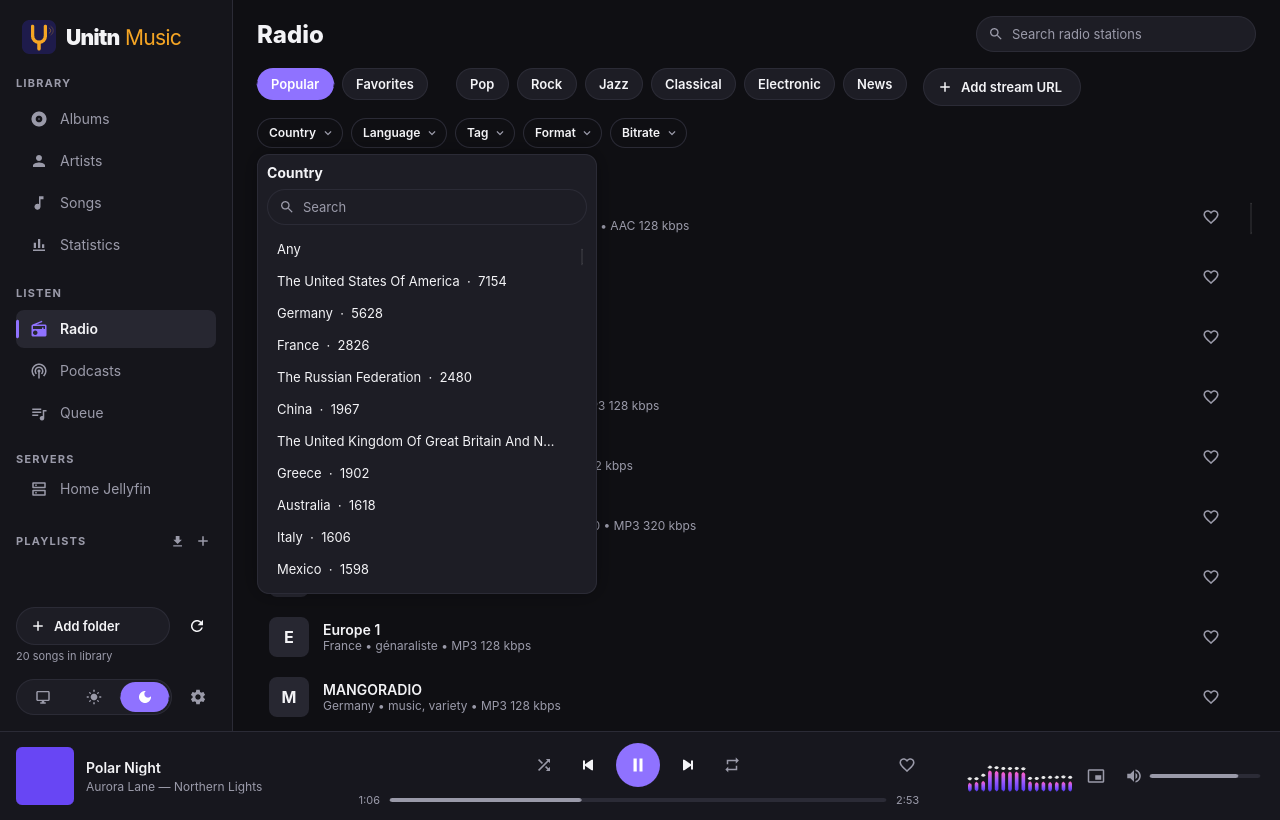 Unitn Music
Radio
Search radio stations
LIBRARY
Albums
Artists
Songs
Statistics
LISTEN
Radio
Podcasts
Queue
SERVERS
Home Jellyfin
PLAYLISTS
Add folder
20 songs in library
Popular
Favorites
Pop
Rock
Jazz
Classical
Electronic
News
Add stream URL
Country
Language
Tag
Format
Bitrate
Country
Search
Any
The United States Of America · 7154
Germany · 5628
France · 2826
The Russian Federation · 2480
China · 1967
The United Kingdom Of Great Britain And N...
Greece · 1902
Australia · 1618
Italy · 1606
Mexico · 1598
• AAC 128 kbps
3 128 kbps
2 kbps
• MP3 320 kbps
E
Europe 1
France • génaraliste • MP3 128 kbps
M
MANGORADIO
Germany • music, variety • MP3 128 kbps
Polar Night
Aurora Lane — Northern Lights
1:06
2:53